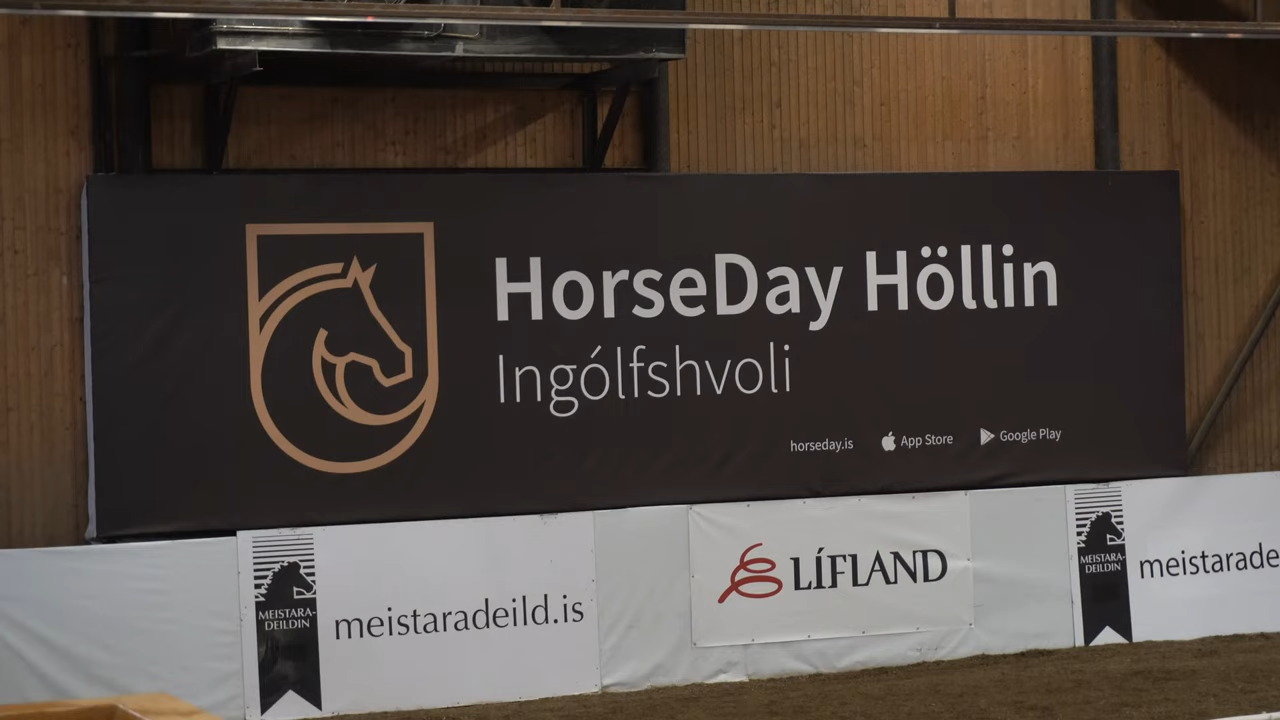 HorseDay Höllin
Ingólfshvoli
horseday.is App Store Google Play
MEISTARA-
DEILDIN
meistaradeild.is
LÍFLAND
MEISTARA-
DEILDIN
meistarade